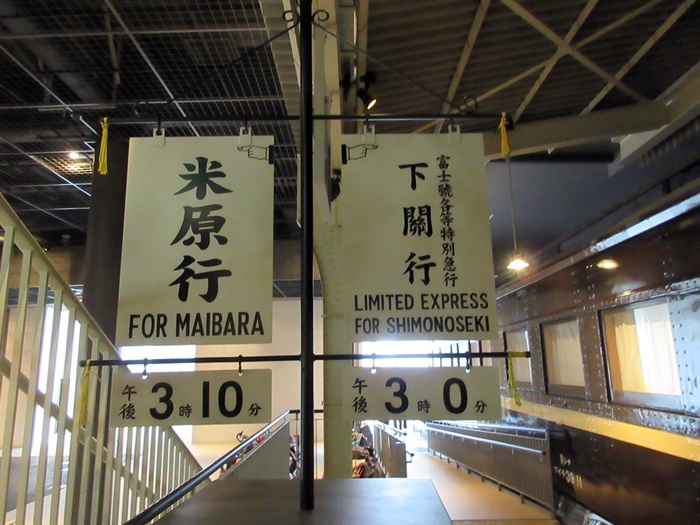 米原行
FOR MAIBARA
午後 3時10分
富士號各等特別急行
下關行
LIMITED EXPRESS
FOR SHIMONOSEKI
午後 3時0分